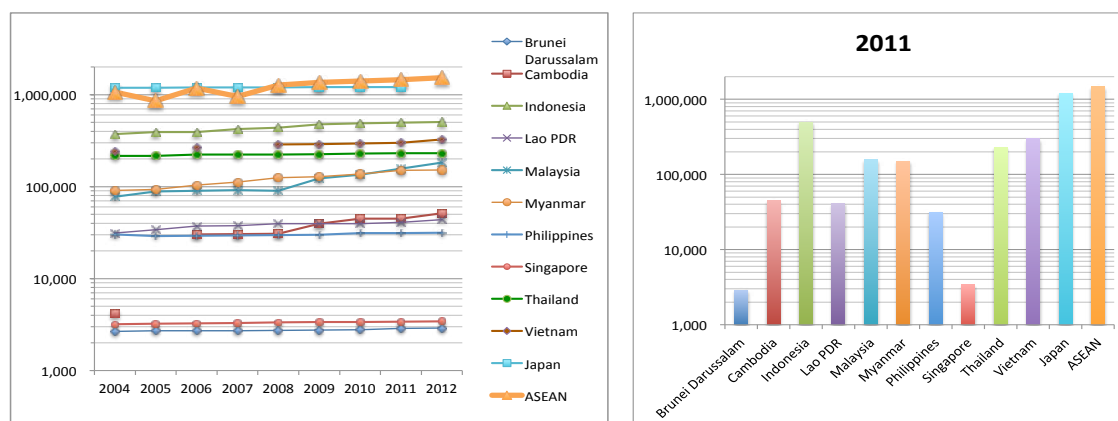 1,000,000
100,000
10,000
1,000
2004 2005 2006 2007 2008 2009 2010 2011 2012
Brunei
Darussalam
Cambodia
Indonesia
Lao PDR
Malaysia
Myanmar
Philippines
Singapore
Thailand
Vietnam
Japan
ASEAN
2011
1,000,000
100,000
10,000
1,000
Brunei Darussalam
Cambodia
Indonesia
Lao PDR
Malaysia
Myanmar
Philippines
Singapore
Thailand
Vietnam
Japan
ASEAN